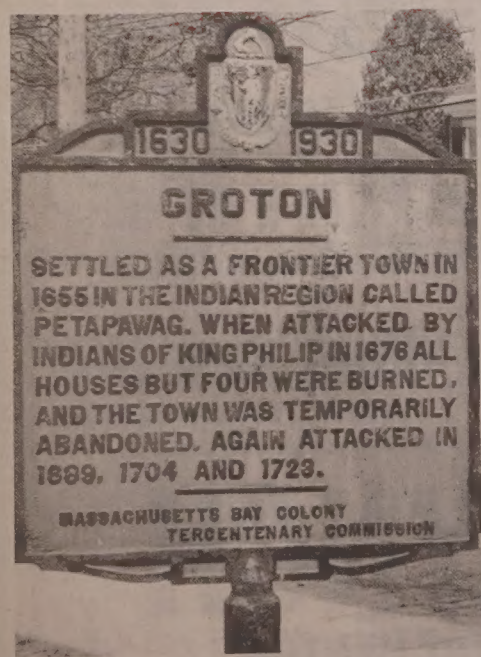 1630 1930
GROTON
SETTLED AS A FRONTIER TOWN IN
1655 IN THE INDIAN REGION CALLED
PETAPAWAG. WHEN ATTACKED BY
INDIANS OF KING PHILIP IN 1676 ALL
HOUSES BUT FOUR WERE BURNED,
AND THE TOWN WAS TEMPORARILY
ABANDONED. AGAIN ATTACKED IN
1689, 1704 AND 1723.
MASSACHUSETTS BAY COLONY
TERCENTENARY COMMISSION